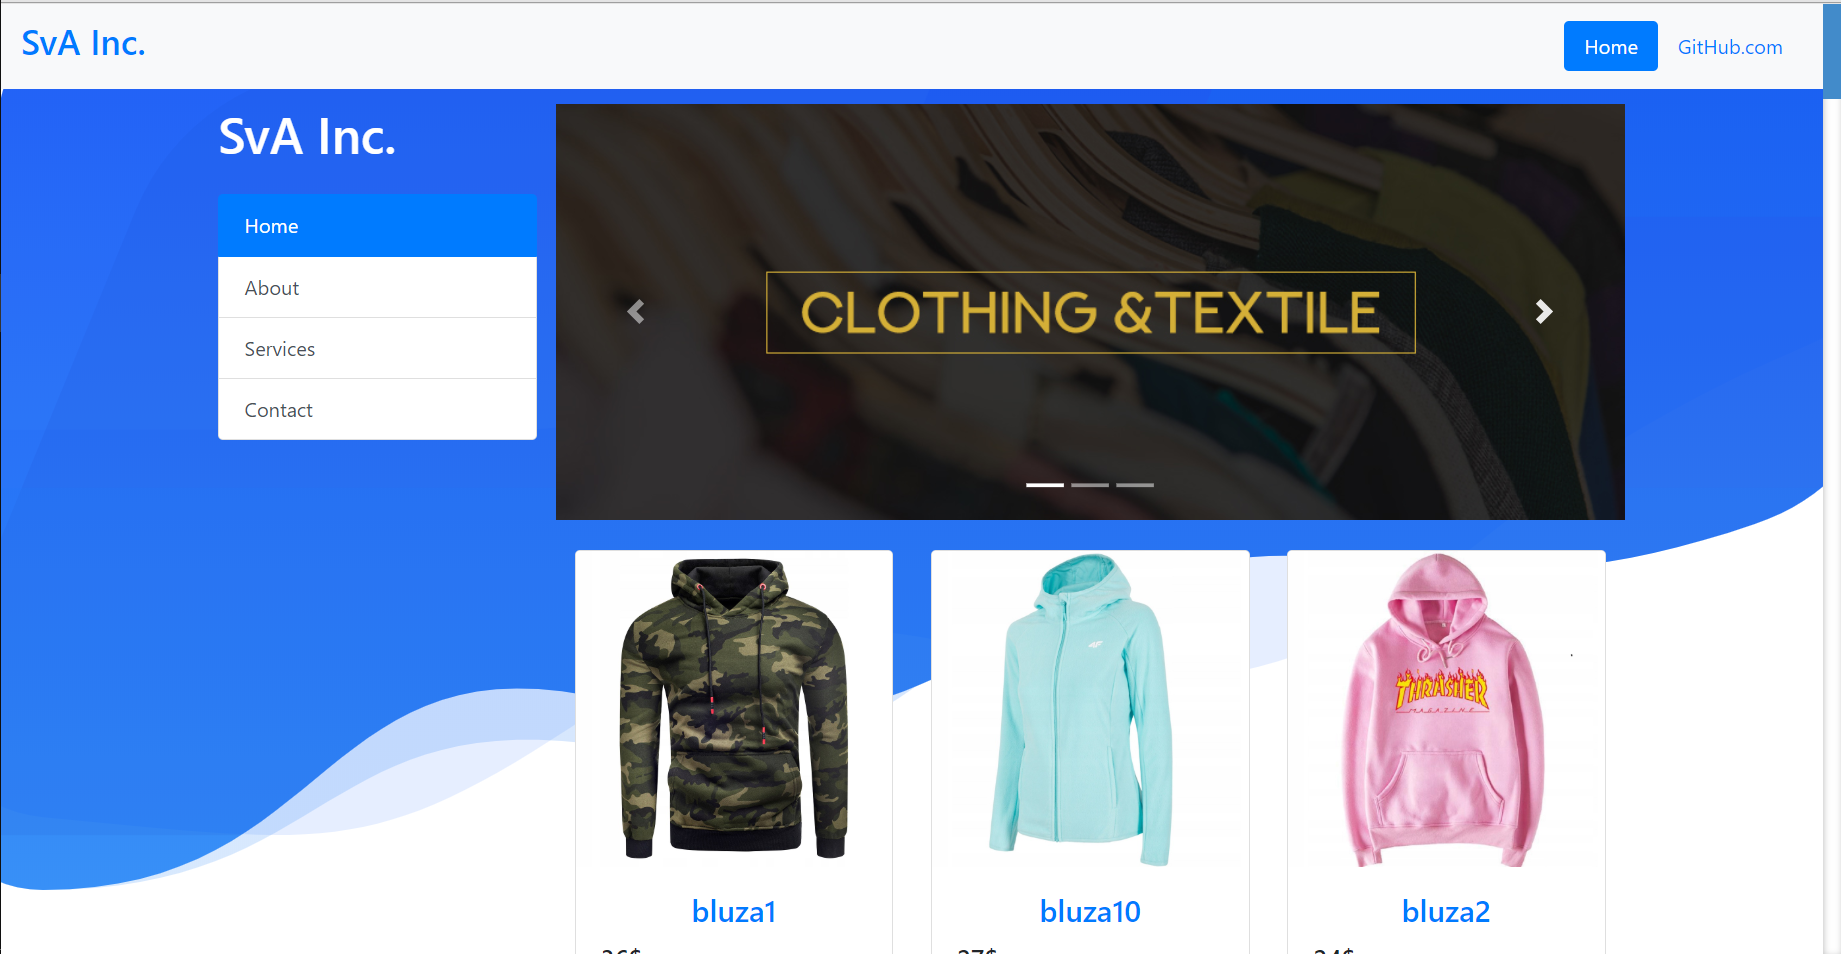 SvA Inc.
Home
GitHub.com
SvA Inc.
Home
About
Services
Contact
CLOTHING &TEXTILE
THRASHER
MAGAZINE
bluza1
bluza10
bluza2